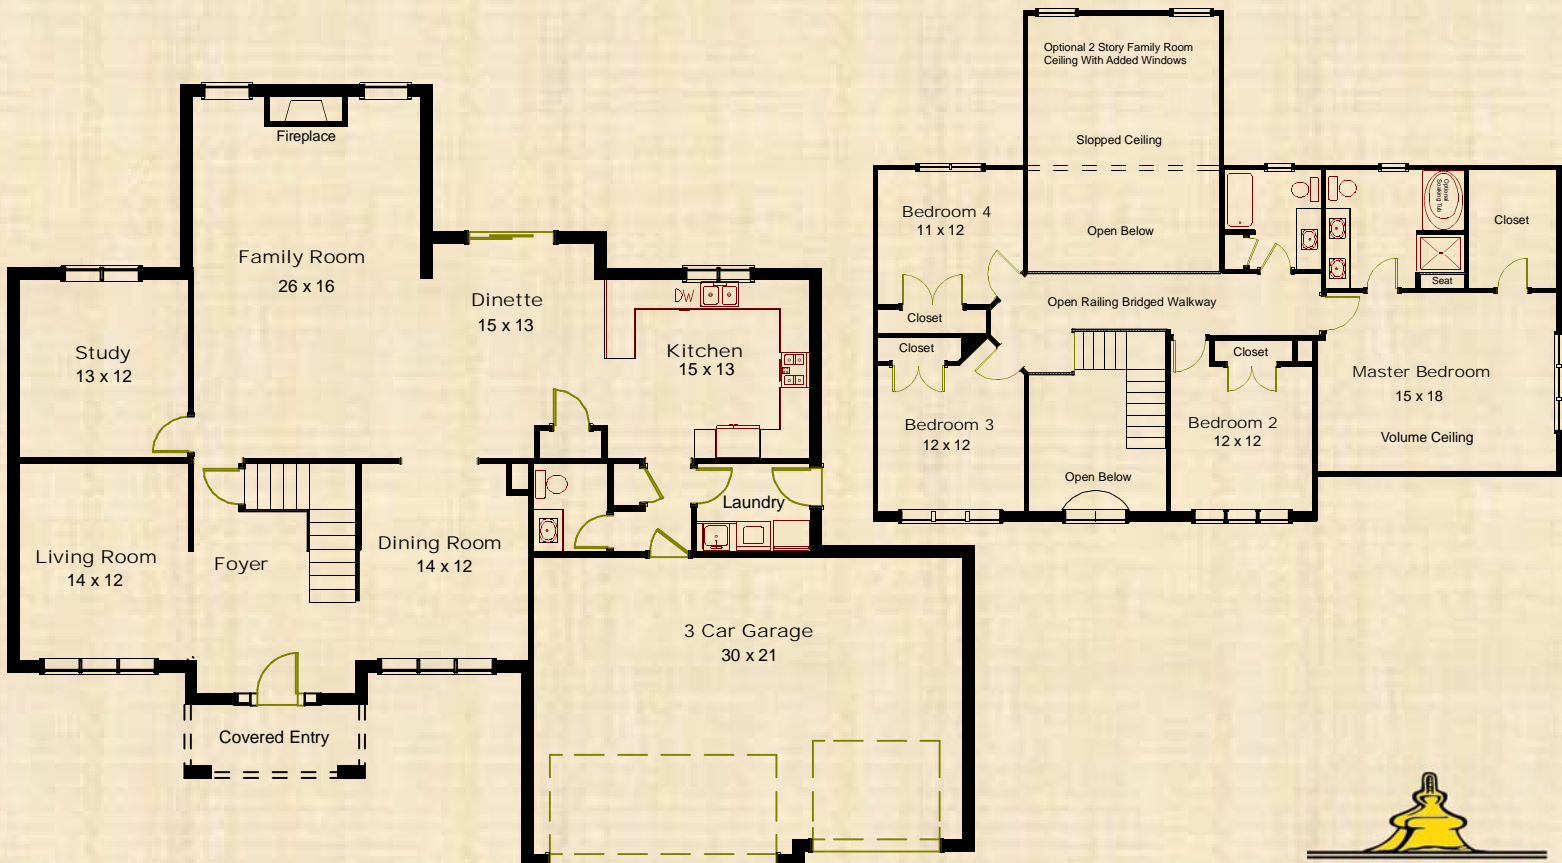 Fireplace
Family Room
26 x 16
Dinette
15 x 13
DW
Kitchen
15 x 13
Study
13 x 12
Living Room
14 x 12
Foyer
Dining Room
14 x 12
Laundry
3 Car Garage
30 x 21
Covered Entry
Optional 2 Story Family Room
Ceiling With Added Windows
Slopped Ceiling
Open Below
Bedroom 4
11 x 12
Closet
Open Railing Bridged Walkway
Optional
Soaking Tub
Seat
Closet
Closet
Bedroom 3
12 x 12
Open Below
Closet
Bedroom 2
12 x 12
Master Bedroom
15 x 18
Volume Ceiling